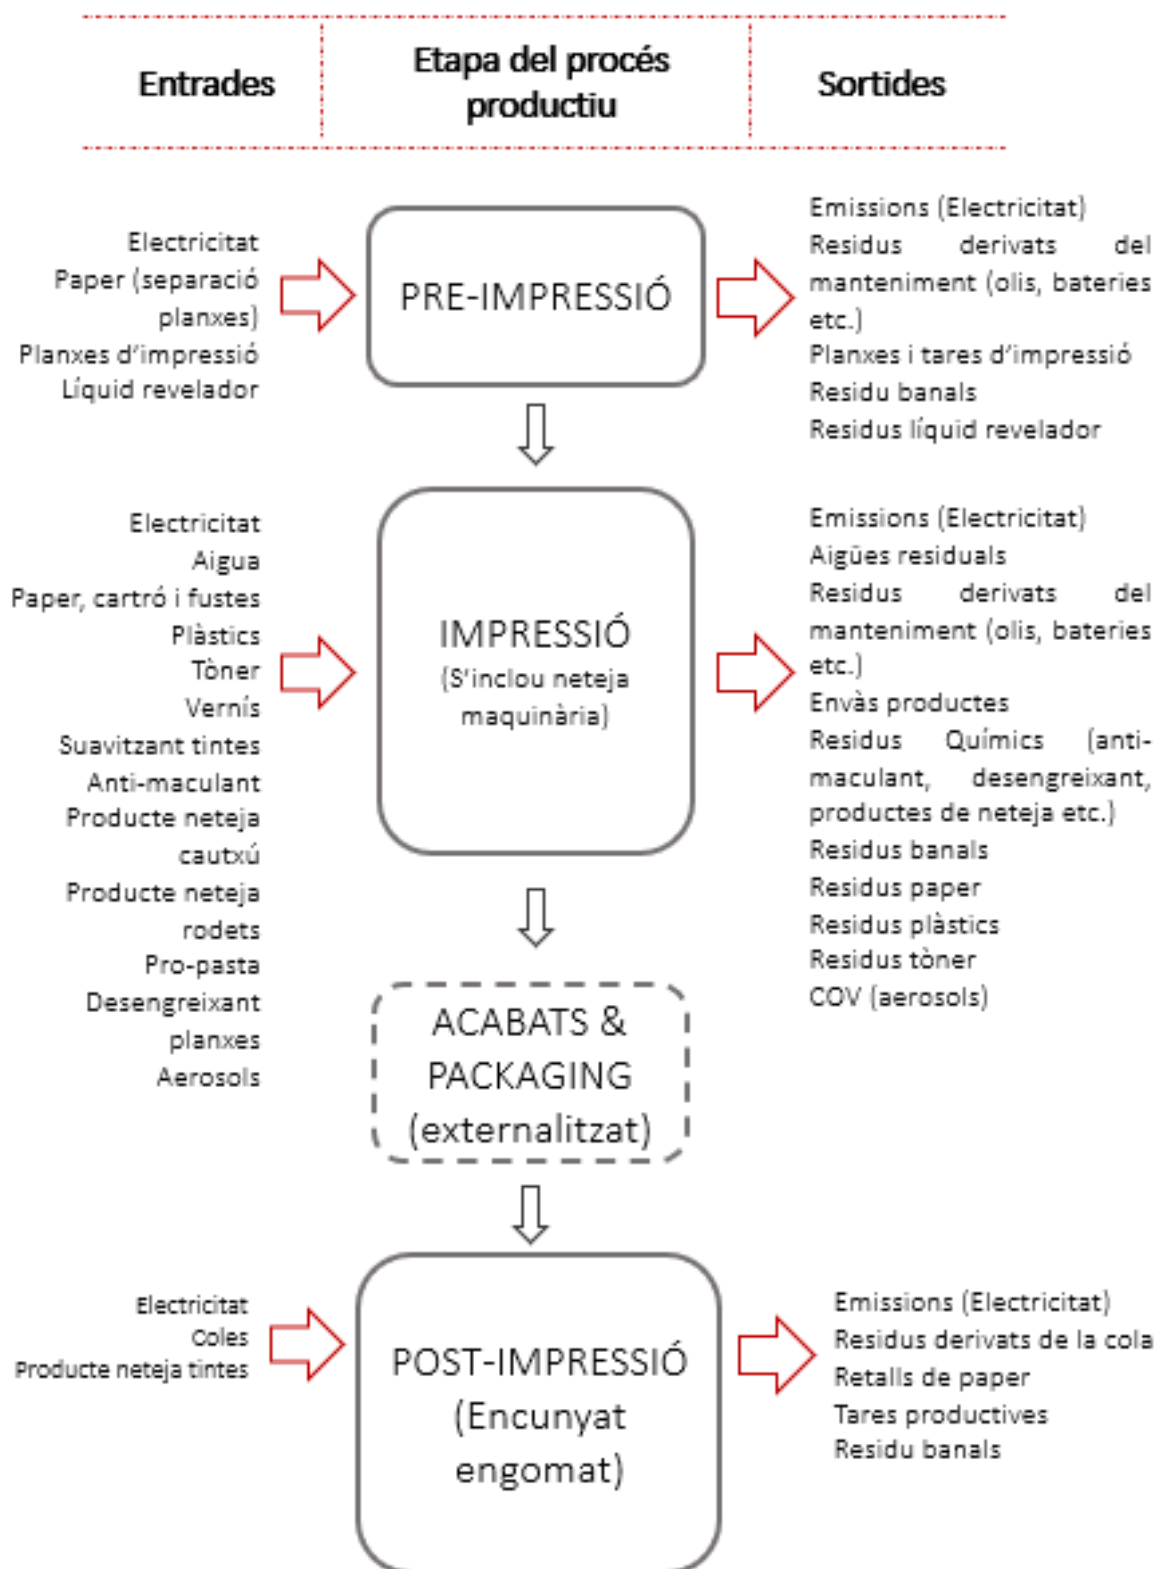 Entrades
Etapa del procés
productiu
Sortides
Electricitat
Paper (separació
planxes)
Planxes d'impressió
Líquid revelador
PRE-IMPRESSIÓ
Emissions (Electricitat)
Residus derivats del
manteniment (olis, bateries
etc.)
Planxes i tares d'impressió
Residu banals
Residus líquid revelador
Electricitat
Aigua
Paper, cartró i fustes
Plàstics
Tòner
Vernís
Suavitzant tintes
Anti-maculant
Producte neteja
cautxú
Producte neteja
rodets
Pro-pasta
Desengreixant
planxes
Aerosols
IMPRESSIÓ
(S'inclou neteja
maquinària)
Emissions (Electricitat)
Aigües residuals
Residus derivats del
manteniment (olis, bateries
etc.)
Envàs productes
Residus Químics (anti-
maculant, desengreixant,
productes de neteja etc.)
Residus banals
Residus paper
Residus plàstics
Residus tòner
COV (aerosols)
ACABATS &
PACKAGING
(externalitzat)
Electricitat
Coles
Producte neteja tintes
POST-IMPRESSIÓ
(Encunyat
engomat)
Emissions (Electricitat)
Residus derivats de la cola
Retalls de paper
Tares productives
Residu banals